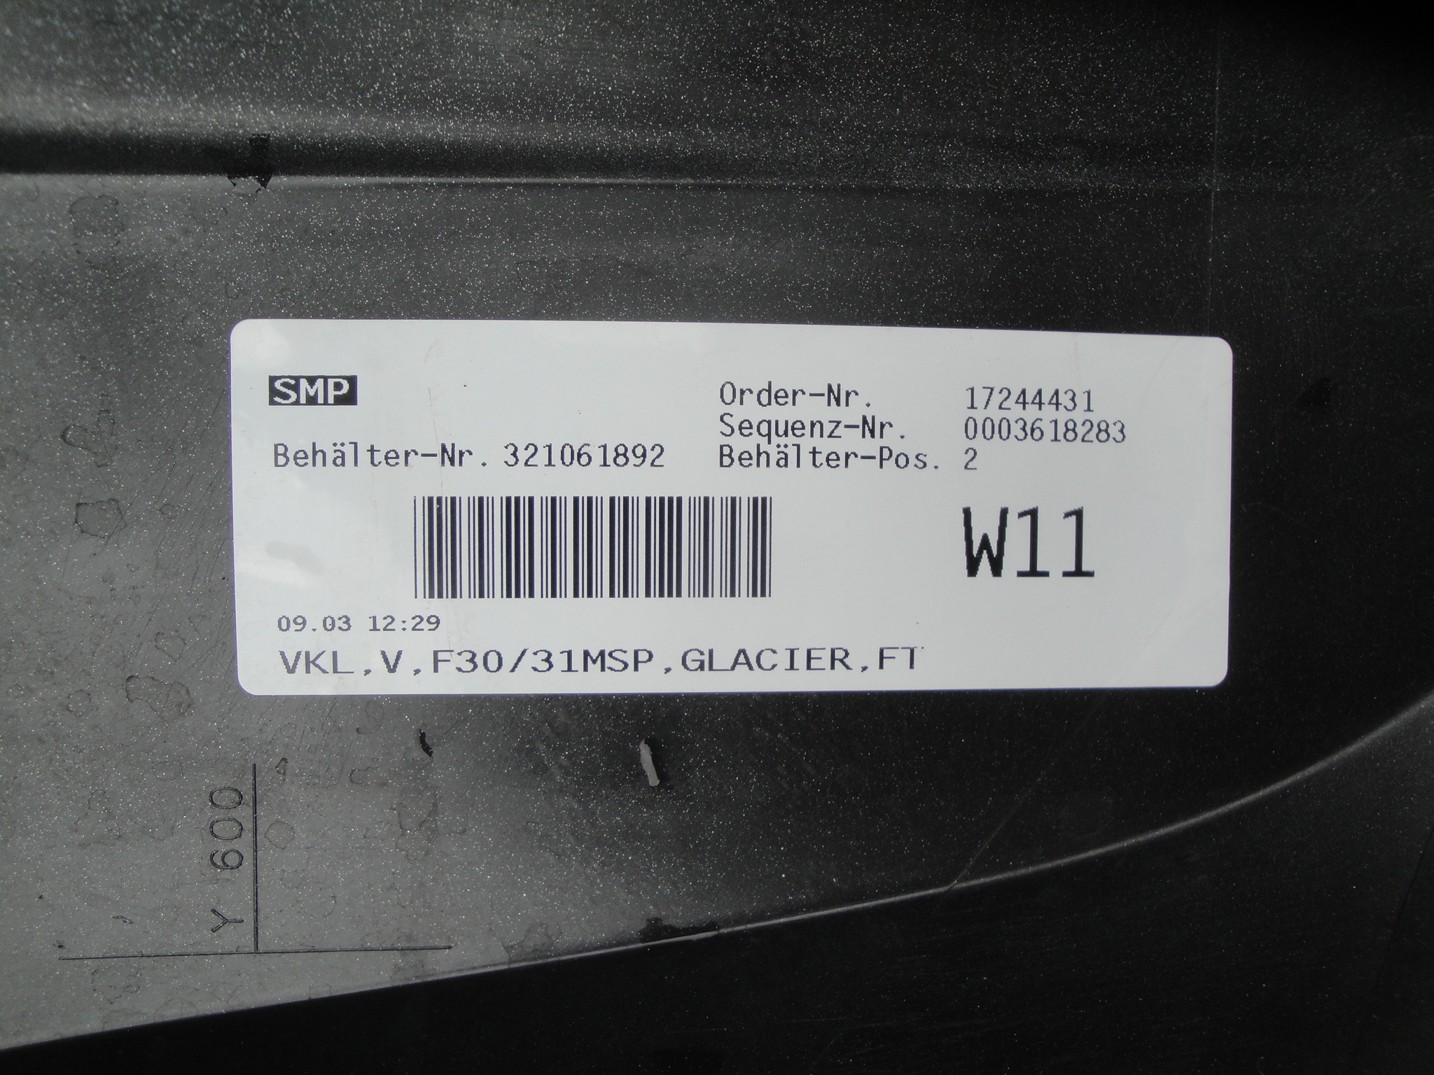 SMP
Order-Nr. 17244431
Sequenz-Nr. 0003618283
Behälter-Nr. 321061892 Behälter-Pos. 2
W11
09.03 12:29
VKL,V,F30/31MSP,GLACIER,FT
Y 600